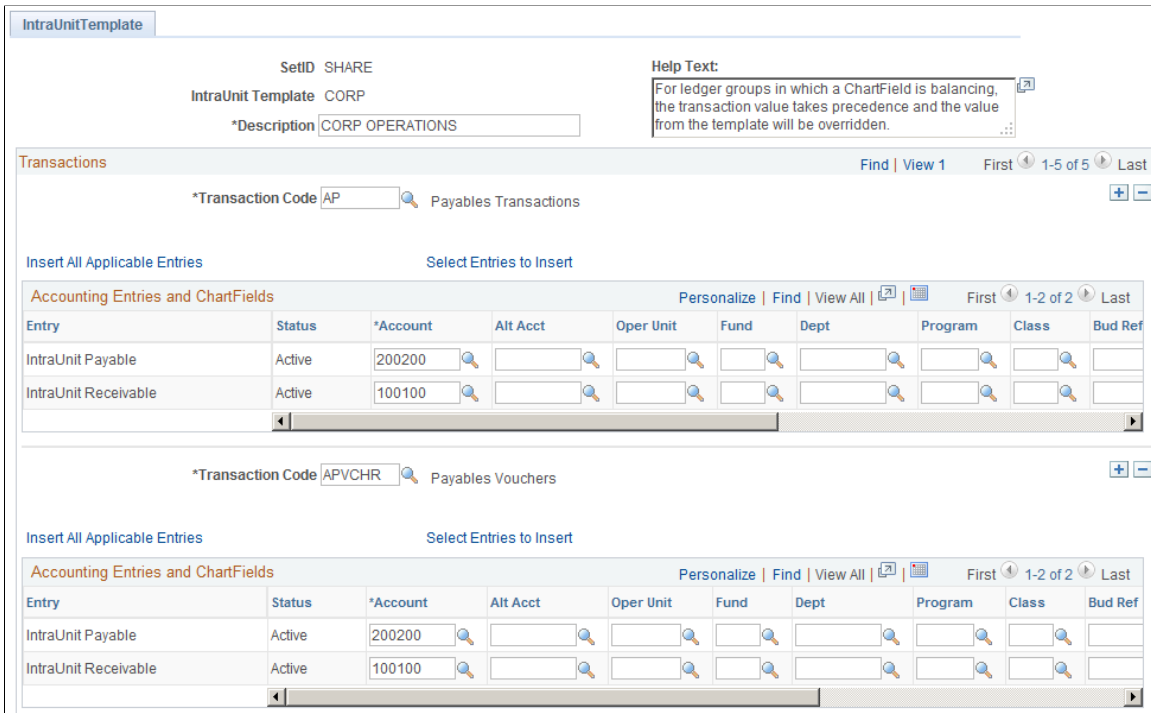 IntraUnitTemplate
SetID SHARE
IntraUnit Template CORP
*Description CORP OPERATIONS
Help Text:
For ledger groups in which a ChartField is balancing,
the transaction value takes precedence and the value
from the template will be overridden.
Transactions Find | View 1 First 1-5 of 5 Last
*Transaction Code AP Payables Transactions
Insert All Applicable Entries Select Entries to Insert
Accounting Entries and ChartFields Personalize | Find | View All | | First 1-2 of 2 Last
Entry Status *Account Alt Acct Oper Unit Fund Dept Program Class Bud Ref
IntraUnit Payable Active 200200
IntraUnit Receivable Active 100100
*Transaction Code APVCHR Payables Vouchers
Insert All Applicable Entries Select Entries to Insert
Accounting Entries and ChartFields Personalize | Find | View All | | First 1-2 of 2 Last
Entry Status *Account Alt Acct Oper Unit Fund Dept Program Class Bud Ref
IntraUnit Payable Active 200200
IntraUnit Receivable Active 100100